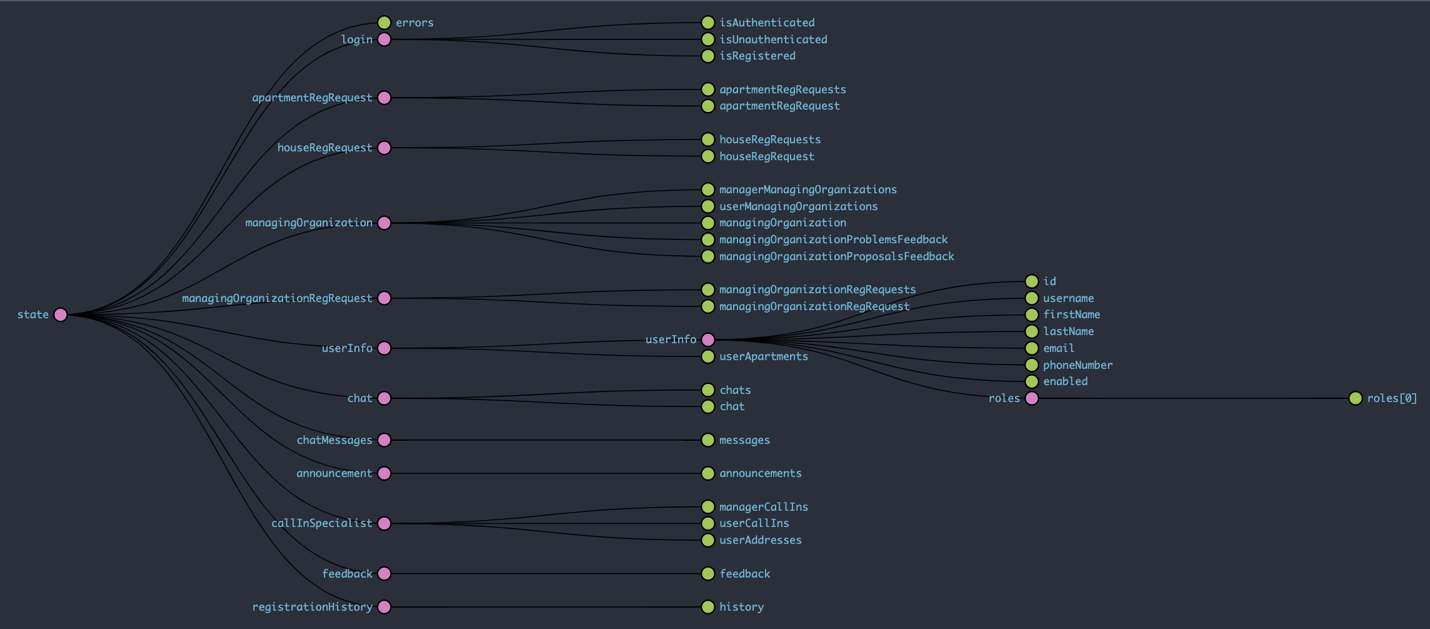 state
errors
login
isAuthenticated
isUnauthenticated
isRegistered
apartmentRegRequest
apartmentRegRequests
apartmentRegRequest
houseRegRequest
houseRegRequests
houseRegRequest
managingOrganization
managerManagingOrganizations
userManagingOrganizations
managingOrganization
managingOrganizationProblemsFeedback
managingOrganizationProposalsFeedback
managingOrganizationRegRequest
managingOrganizationRegRequests
managingOrganizationRegRequest
userInfo
userInfo
id
username
firstName
lastName
email
phoneNumber
enabled
roles
roles[0]
userApartments
chat
chats
chat
chatMessages
messages
announcement
announcements
callInSpecialist
managerCallIns
userCallIns
userAddresses
feedback
feedback
registrationHistory
history